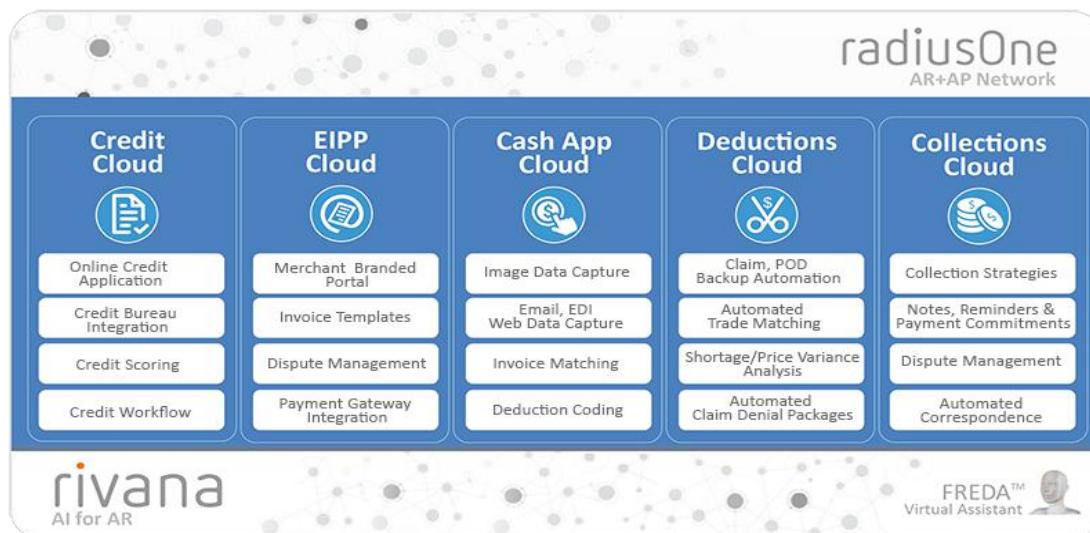 radiusOne
AR+AP Network
Credit
Cloud
Online Credit
Application
Credit Bureau
Integration
Credit Scoring
Credit Workflow
EIPP
Cloud
Merchant Branded
Portal
Invoice Templates
Dispute Management
Payment Gateway
Integration
Cash App
Cloud
Image Data Capture
Email, EDI
Web Data Capture
Invoice Matching
Deduction Coding
Deductions
Cloud
Claim, POD
Backup Automation
Automated
Trade Matching
Shortage/Price Variance
Analysis
Automated
Claim Denial Packages
Collections
Cloud
Collection Strategies
Notes, Reminders &
Payment Commitments
Dispute Management
Automated
Correspondence
rivana
AI for AR
FREDA™
Virtual Assistant